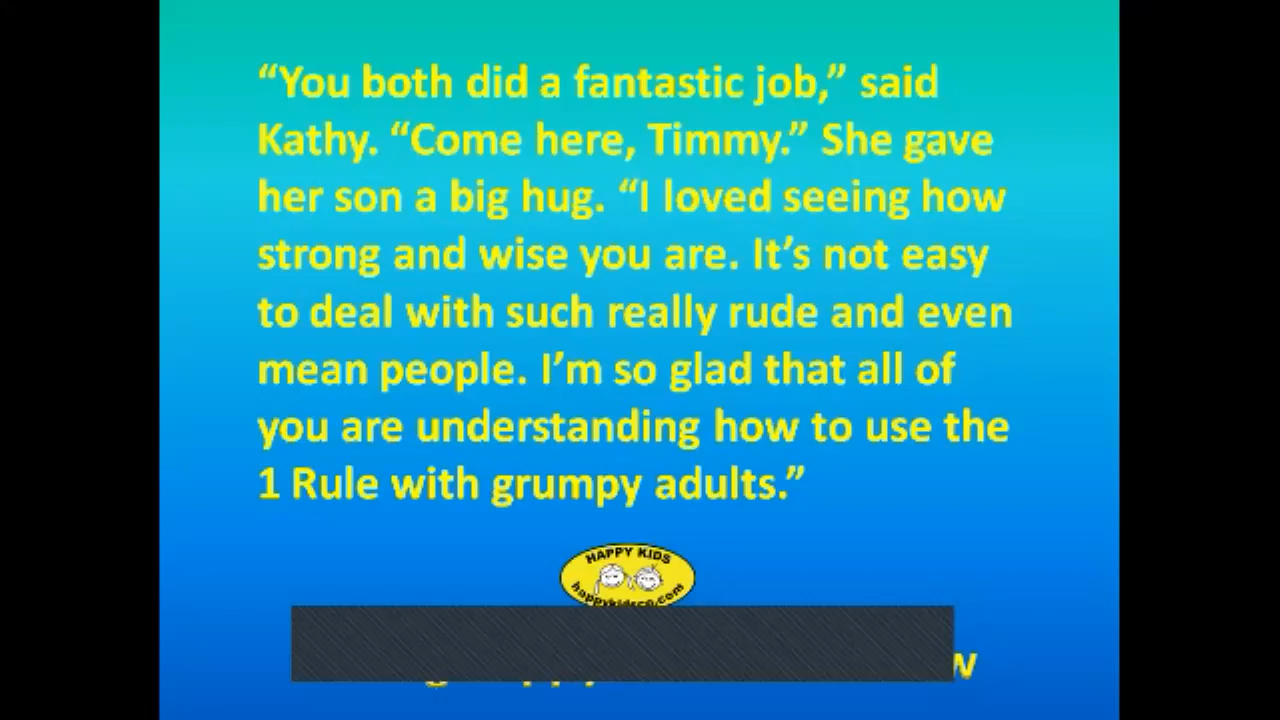 “You both did a fantastic job,” said
Kathy. “Come here, Timmy.” She gave
her son a big hug. “I loved seeing how
strong and wise you are. It’s not easy
to deal with such really rude and even
mean people. I’m so glad that all of
you are understanding how to use the
1 Rule with grumpy adults.”
HAPPY KIDS